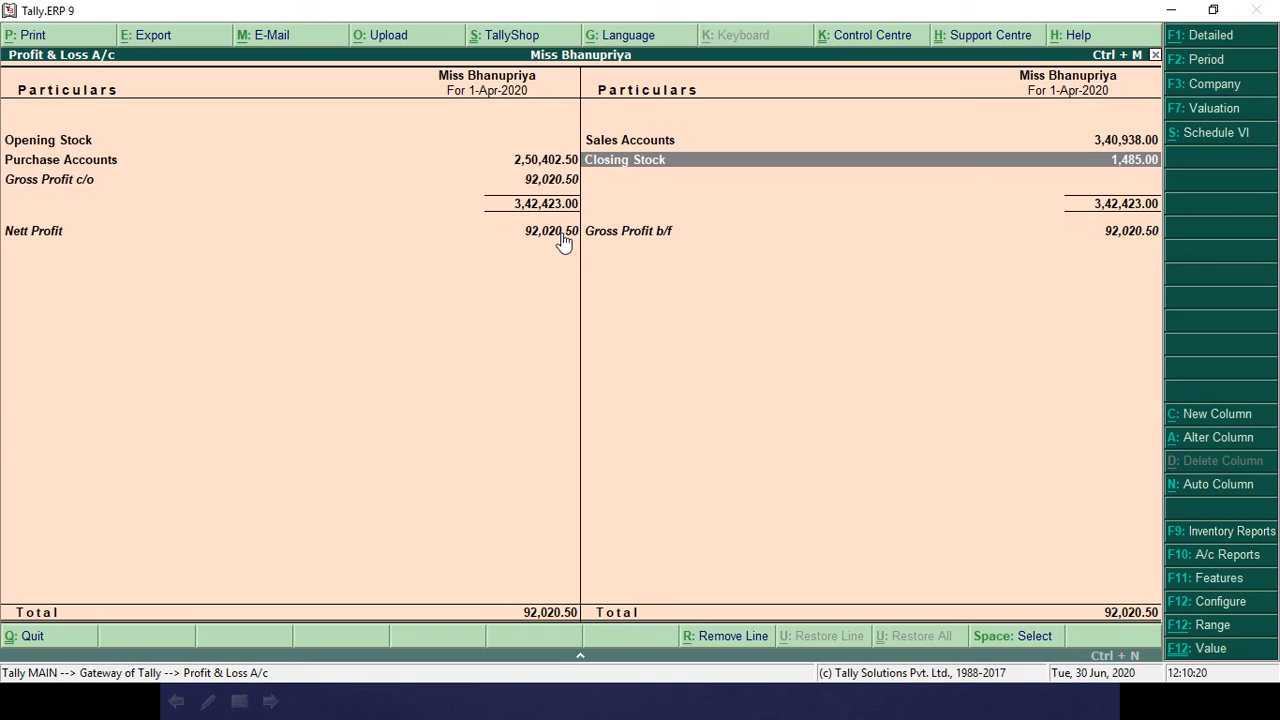 Tally.ERP 9
P: Print E: Export M: E-Mail O: Upload S: TallyShop G: Language K: Keyboard K: Control Centre H: Support Centre H: Help
Profit & Loss A/c Miss Bhanupriya Ctrl + M
Particulars Miss Bhanupriya Particulars Miss Bhanupriya
For 1-Apr-2020 For 1-Apr-2020
Opening Stock Sales Accounts 3,40,938.00
Purchase Accounts 2,50,402.50 Closing Stock 1,485.00
Gross Profit c/o 92,020.50
3,42,423.00 3,42,423.00
Nett Profit 92,020.50 Gross Profit b/f 92,020.50
Total 92,020.50 Total 92,020.50
Q: Quit R: Remove Line U: Restore Line U: Restore All Space: Select
Ctrl + N
Tally MAIN --> Gateway of Tally --> Profit & Loss A/c (c) Tally Solutions Pvt. Ltd., 1988-2017 Tue, 30 Jun, 2020 12:10:20
F1: Detailed
F2: Period
F3: Company
F7: Valuation
S: Schedule VI
C: New Column
A: Alter Column
D: Delete Column
N: Auto Column
F9: Inventory Reports
F10: A/c Reports
F11: Features
F12: Configure
F12: Range
F12: Value